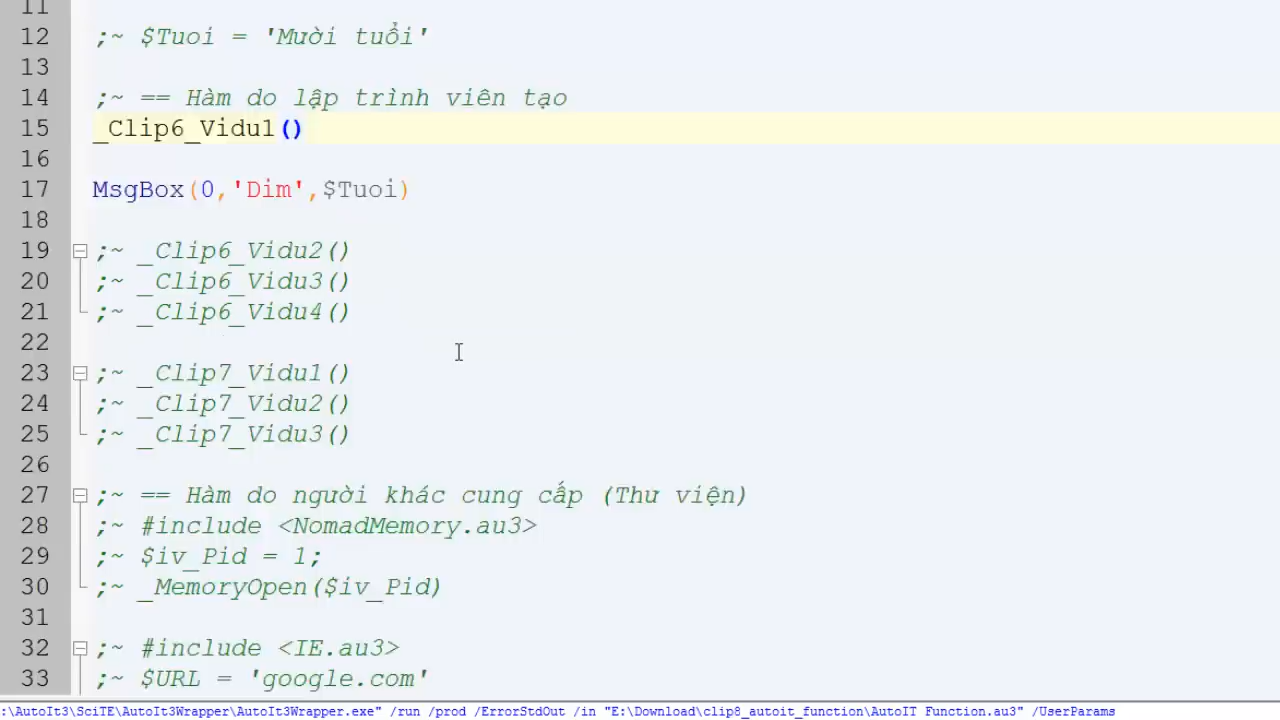 11
12 ;~ $Tuoi = 'Mười tuổi'
13
14 ;~ == Hàm do lập trình viên tạo
15 _Clip6_Vidu1()
16
17 MsgBox(0,'Dim',$Tuoi)
18
19 ;~ _Clip6_Vidu2()
20 ;~ _Clip6_Vidu3()
21 ;~ _Clip6_Vidu4()
22
23 ;~ _Clip7_Vidu1()
24 ;~ _Clip7_Vidu2()
25 ;~ _Clip7_Vidu3()
26
27 ;~ == Hàm do người khác cung cấp (Thư viện)
28 ;~ #include <NomadMemory.au3>
29 ;~ $iv_Pid = 1;
30 ;~ _MemoryOpen($iv_Pid)
31
32 ;~ #include <IE.au3>
33 ;~ $URL = 'google.com'
:\AutoIt3\SciTE\AutoIt3Wrapper\AutoIt3Wrapper.exe" /run /prod /ErrorStdOut /in "E:\Download\clip8_autoit_function\AutoIT Function.au3" /UserParams